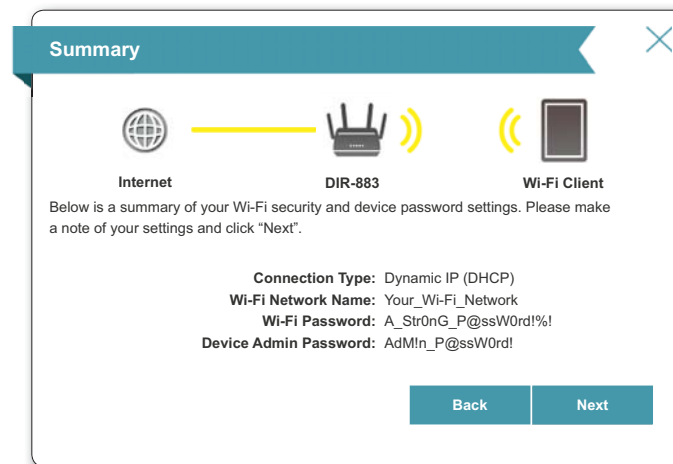 Summary
Internet DIR-883 Wi-Fi Client
Below is a summary of your Wi-Fi security and device password settings. Please make
a note of your settings and click “Next”.
Connection Type: Dynamic IP (DHCP)
Wi-Fi Network Name: Your_Wi-Fi_Network
Wi-Fi Password: A_Str0nG_P@ssW0rd!%!
Device Admin Password: AdM!n_P@ssW0rd!
Back Next